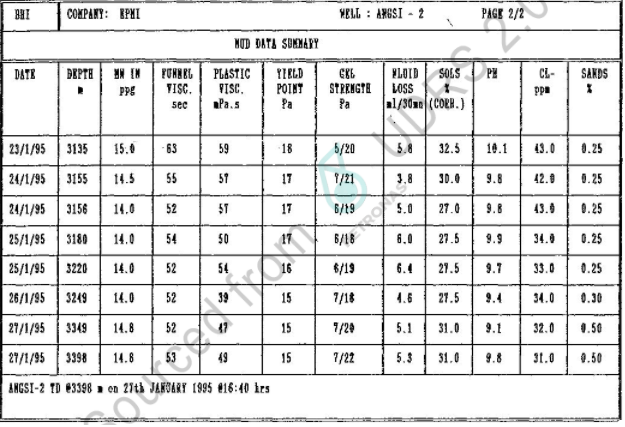 BHI COMPANY: EPMI WELL : ANGSI - 2 PAGE 2/2
MUD DATA SUMMARY
DATE DEPTH MW IN FUNNEL PLASTIC YIELD GEL FLUID SOLS PH CL- SANDS
m ppg VISC. VISC. POINT STRENGTH LOSS % ppm %
sec mPa.s Pa Pa ml/30mn (CORR.)
23/1/95 3135 15.0 63 59 18 5/20 5.8 32.5 10.1 43.0 0.25
24/1/95 3155 14.5 55 57 17 7/21 3.8 30.0 9.8 42.0 0.25
24/1/95 3156 14.0 52 57 17 6/19 5.0 27.0 9.8 43.0 0.25
25/1/95 3180 14.0 54 50 17 6/18 6.0 27.5 9.9 34.0 0.25
25/1/95 3220 14.0 52 54 16 6/19 6.4 27.5 9.7 33.0 0.25
26/1/95 3249 14.0 52 39 15 7/18 4.6 27.5 9.4 34.0 0.30
27/1/95 3349 14.8 52 47 15 7/20 5.1 31.0 9.1 32.0 0.50
27/1/95 3398 14.8 53 49 15 7/22 5.3 31.0 9.8 31.0 0.50
ANGSI-2 TD @3398 m on 27th JANUARY 1995 @16:40 hrs
Sourced from UDRS 2.0
PETRONAS